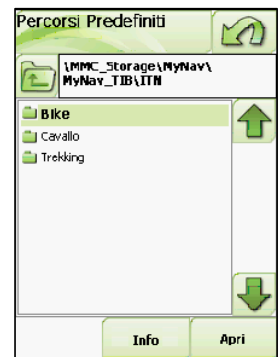 Percorsi Predefiniti
\MMC_Storage\MyNav\
MyNav_TIB\ITN
Bike
Cavallo
Trekking
Info
Apri